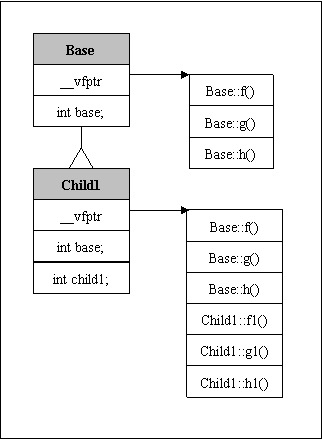 Base
__vfptr
int base;
Base::f()
Base::g()
Base::h()
Child1
__vfptr
int base;
int child1;
Base::f()
Base::g()
Base::h()
Child1::f1()
Child1::g1()
Child1::h1()